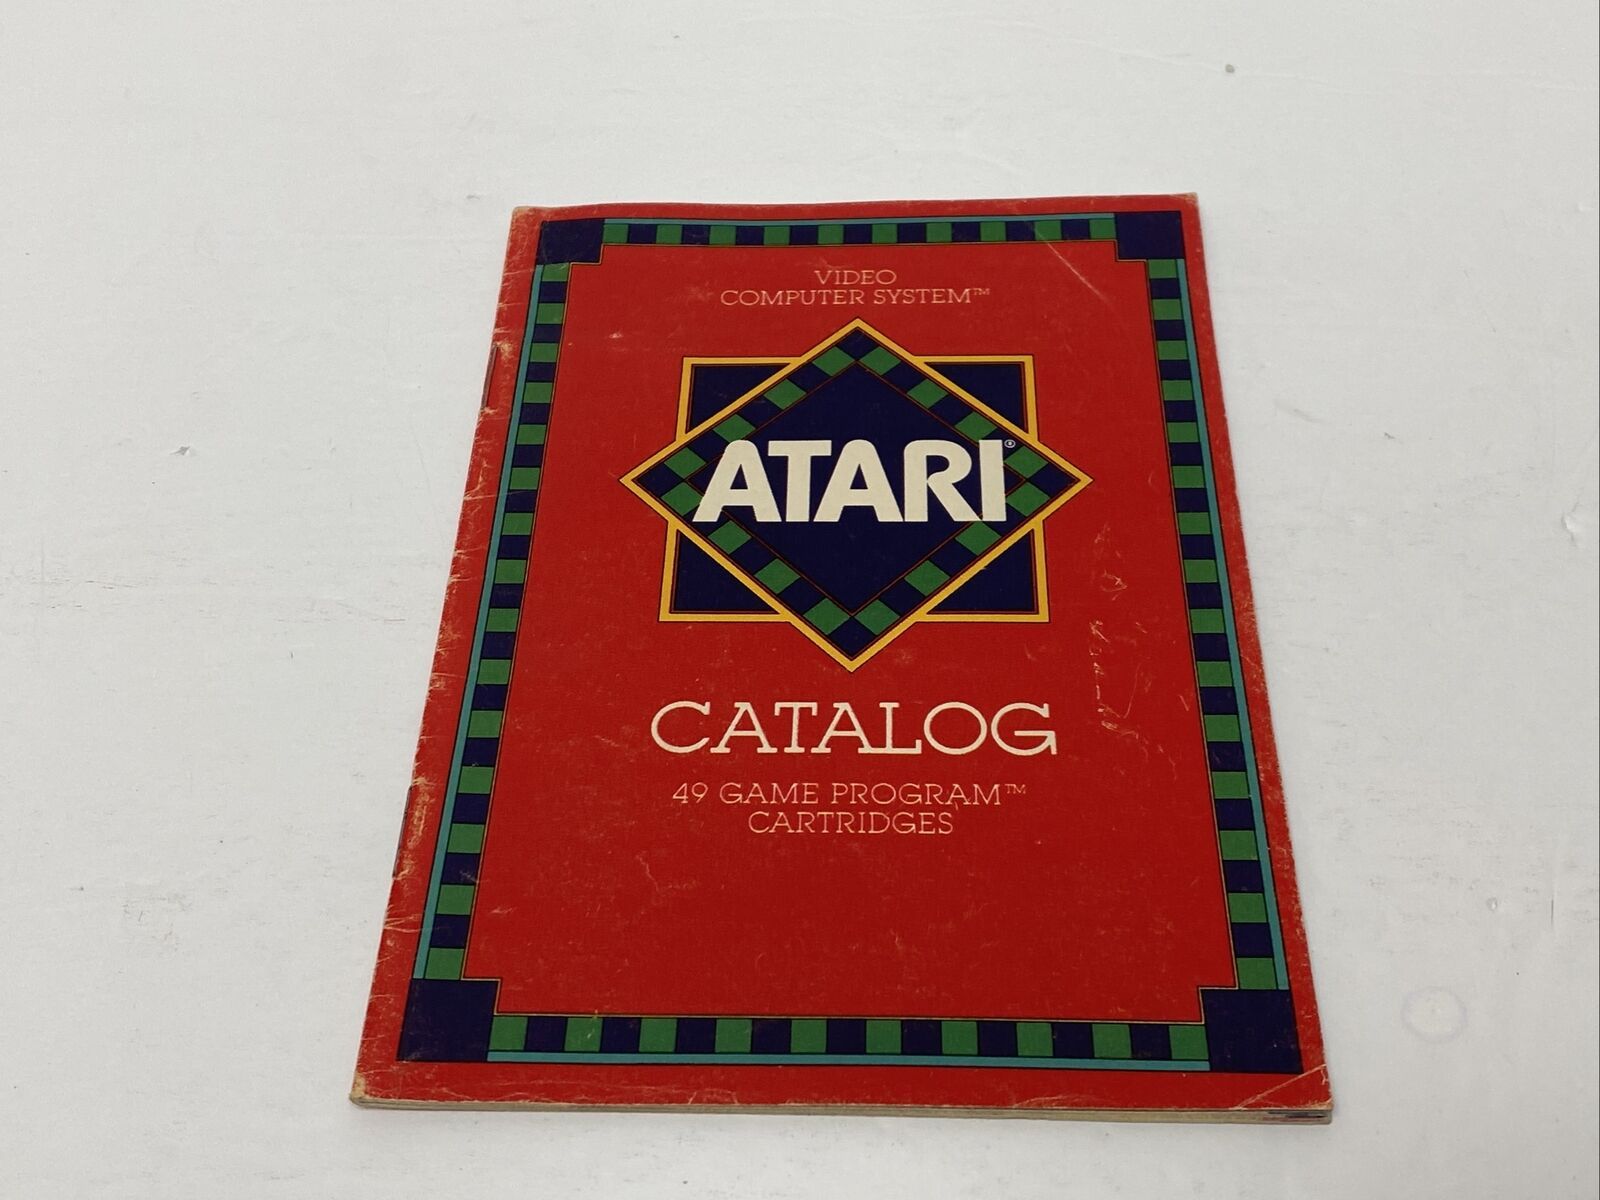 VIDEO
COMPUTER SYSTEM™
ATARI®
CATALOG
49 GAME PROGRAM™
CARTRIDGES